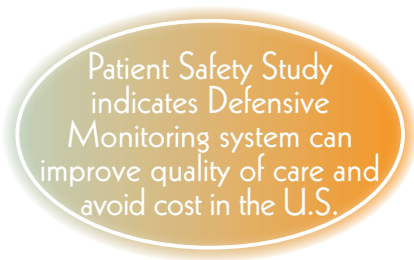 Patient Safety Study
indicates Defensive
Monitoring system can
improve quality of care and
avoid cost in the U.S.